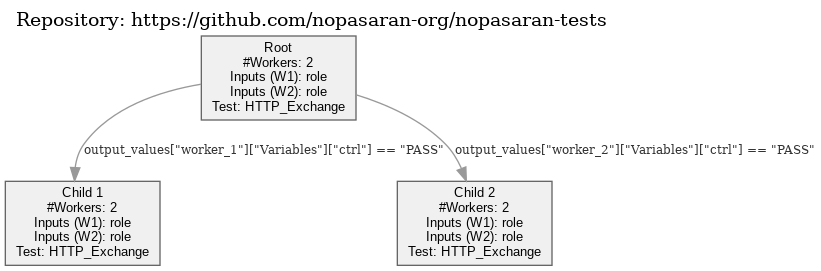 Repository: https://github.com/nopasaran-org/nopasaran-tests
Root
#Workers: 2
Inputs (W1): role
Inputs (W2): role
Test: HTTP_Exchange
output_values["worker_1"]["Variables"]["ctrl"] == "PASS"
output_values["worker_2"]["Variables"]["ctrl"] == "PASS"
Child 1
#Workers: 2
Inputs (W1): role
Inputs (W2): role
Test: HTTP_Exchange
Child 2
#Workers: 2
Inputs (W1): role
Inputs (W2): role
Test: HTTP_Exchange